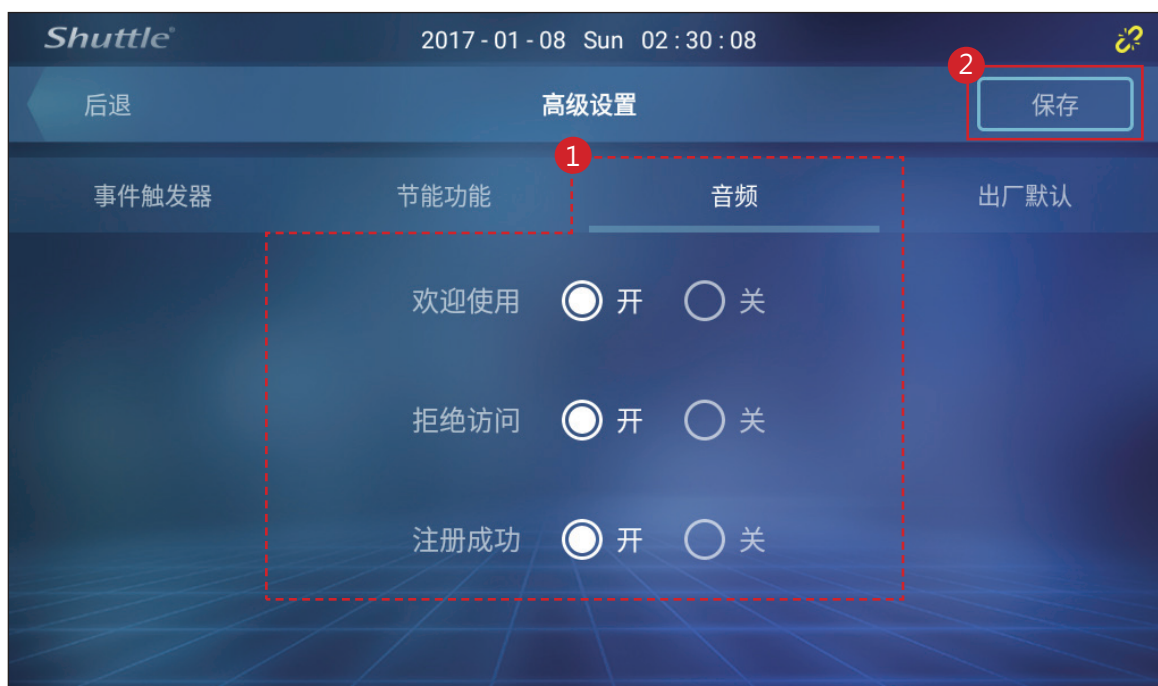 Shuttle® 2017-01-08 Sun 02:30:08
2
后退 高级设置 保存
1
事件触发器 节能功能 音频 出厂默认
欢迎使用 开 关
拒绝访问 开 关
注册成功 开 关